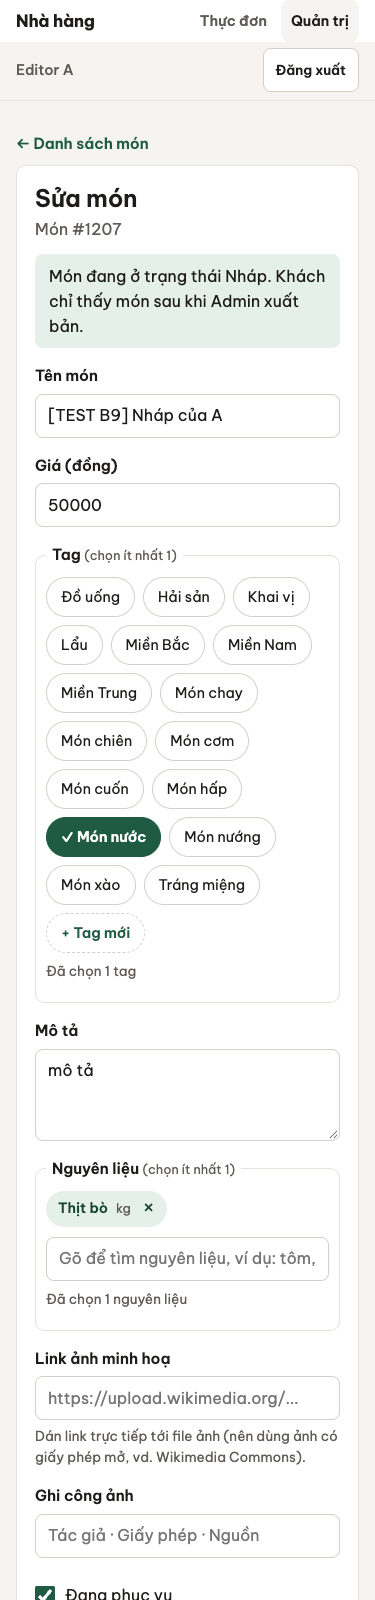 Nhà hàng
Thực đơn
Quản trị
Editor A
Đăng xuất
← Danh sách món
Sửa món
Món #1207
Món đang ở trạng thái Nháp. Khách
chỉ thấy món sau khi Admin xuất
bản.
Tên món
[TEST B9] Nháp của A
Giá (đồng)
50000
Tag (chọn ít nhất 1)
Đồ uống
Hải sản
Khai vị
Lẩu
Miền Bắc
Miền Nam
Miền Trung
Món chay
Món chiên
Món cơm
Món cuốn
Món hấp
✓ Món nước
Món nướng
Món xào
Tráng miệng
+ Tag mới
Đã chọn 1 tag
Mô tả
mô tả
Nguyên liệu (chọn ít nhất 1)
Thịt bò kg ×
Gõ để tìm nguyên liệu, ví dụ: tôm,
Đã chọn 1 nguyên liệu
Link ảnh minh hoạ
https://upload.wikimedia.org/...
Dán link trực tiếp tới file ảnh (nên dùng ảnh có
giấy phép mở, vd. Wikimedia Commons).
Ghi công ảnh
Tác giả · Giấy phép · Nguồn
Đang phục vụ